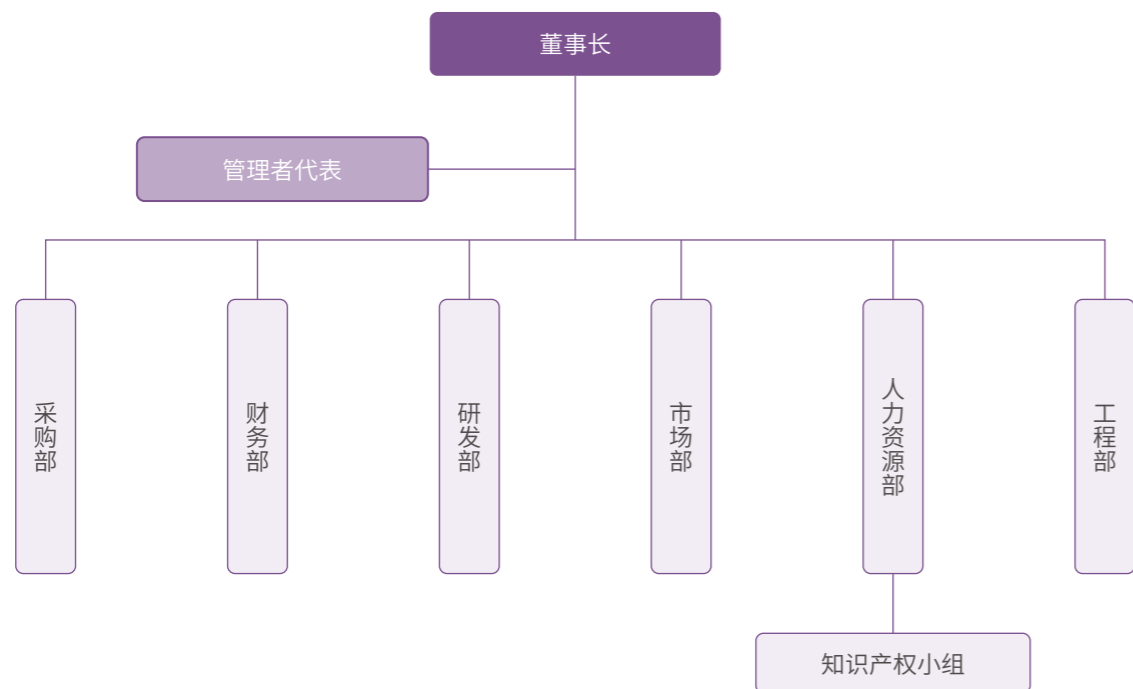 董事长
管理者代表
采购部
财务部
研发部
市场部
人力资源部
工程部
知识产权小组